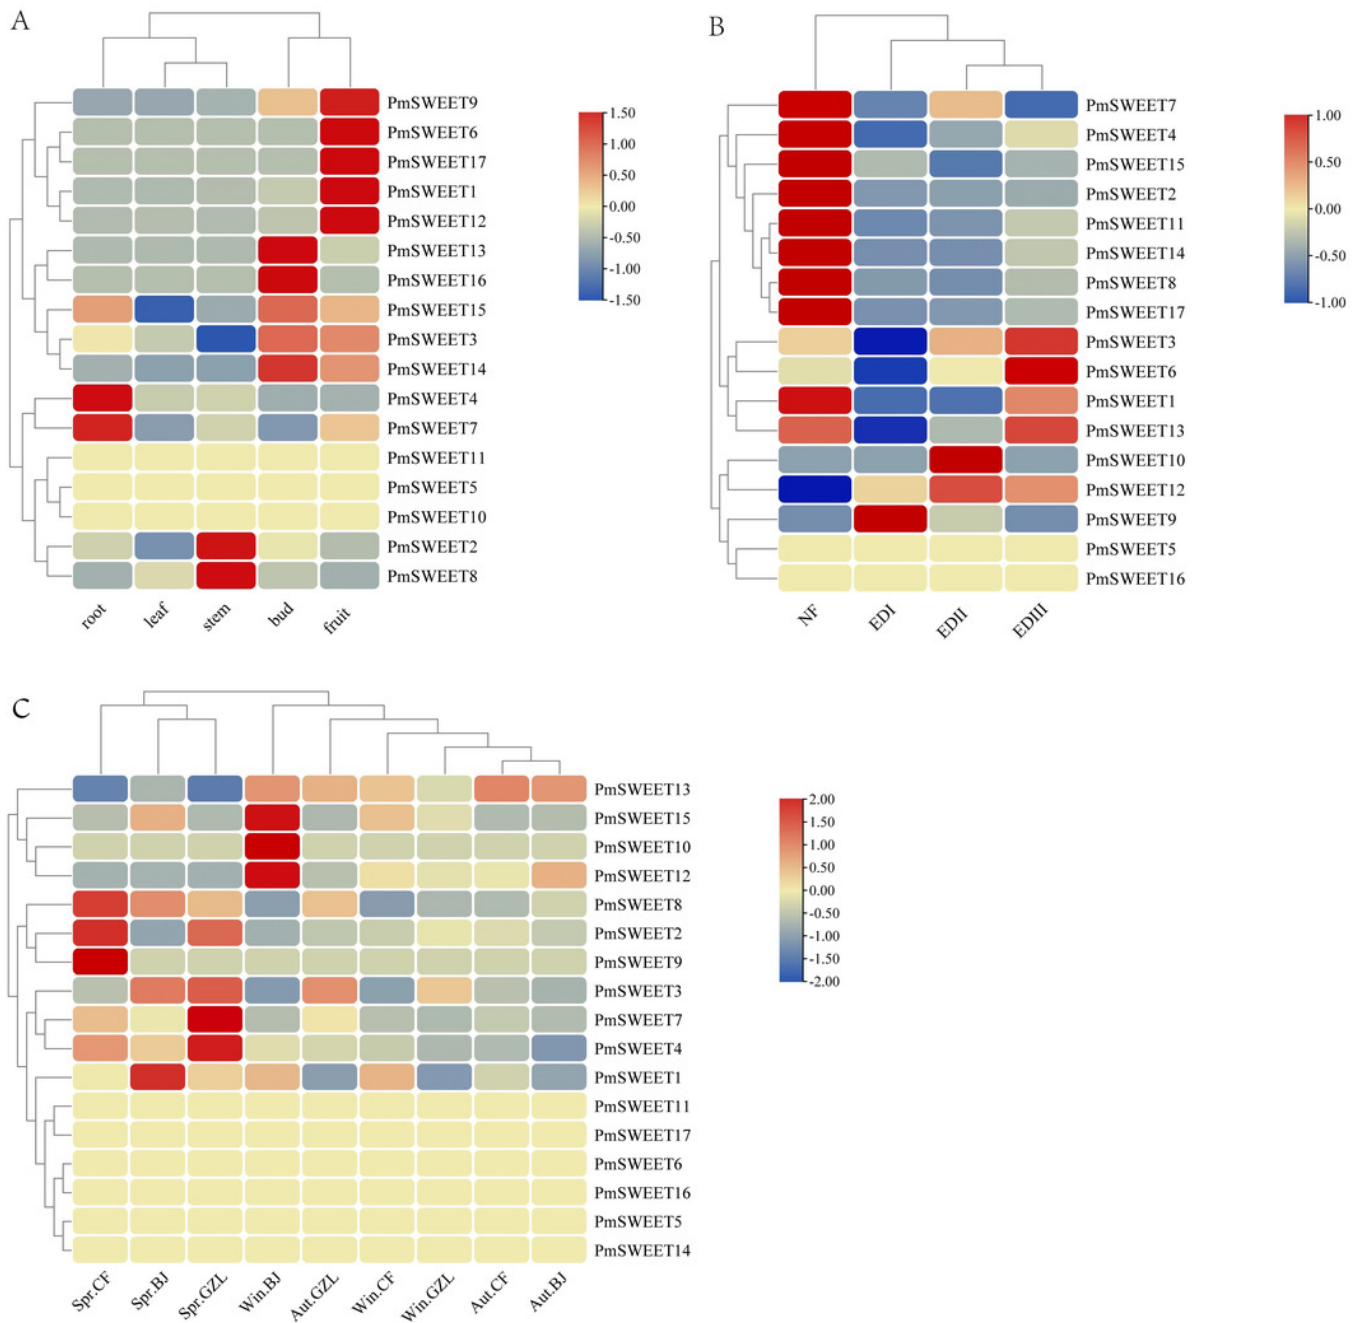 A
PmSWEET9
PmSWEET6
PmSWEET17
PmSWEET1
PmSWEET12
PmSWEET13
PmSWEET16
PmSWEET15
PmSWEET3
PmSWEET14
PmSWEET4
PmSWEET7
PmSWEET11
PmSWEET5
PmSWEET10
PmSWEET2
PmSWEET8
root leaf stem bud fruit
1.50
1.00
0.50
0.00
-0.50
-1.00
-1.50
B
PmSWEET7
PmSWEET4
PmSWEET15
PmSWEET2
PmSWEET11
PmSWEET14
PmSWEET8
PmSWEET17
PmSWEET3
PmSWEET6
PmSWEET1
PmSWEET13
PmSWEET10
PmSWEET12
PmSWEET9
PmSWEET5
PmSWEET16
NF EDI EDII EDIII
1.00
0.50
0.00
-0.50
-1.00
C
PmSWEET13
PmSWEET15
PmSWEET10
PmSWEET12
PmSWEET8
PmSWEET2
PmSWEET9
PmSWEET3
PmSWEET7
PmSWEET4
PmSWEET1
PmSWEET11
PmSWEET17
PmSWEET6
PmSWEET16
PmSWEET5
PmSWEET14
Spr.CF Spr.BJ Spr.GZL Win.BJ Aut.GZL Win.CF Win.GZL Aut.CF Aut.BJ
2.00
1.50
1.00
0.50
0.00
-0.50
-1.00
-1.50
-2.00